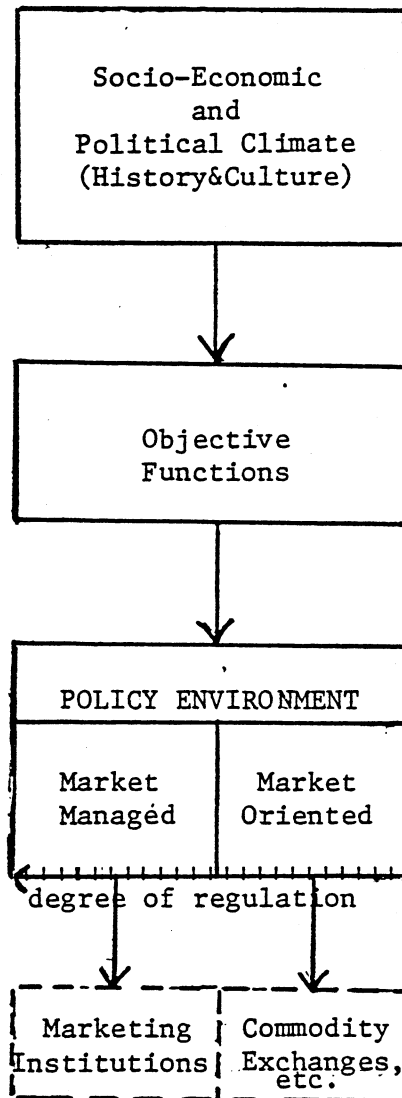 Socio-Economic
and
Political Climate
(History&Culture)
Objective
Functions
POLICY ENVIRONMENT
Market
Managed
Market
Oriented
degree of regulation
Marketing
Institutions
Commodity
Exchanges,
etc.